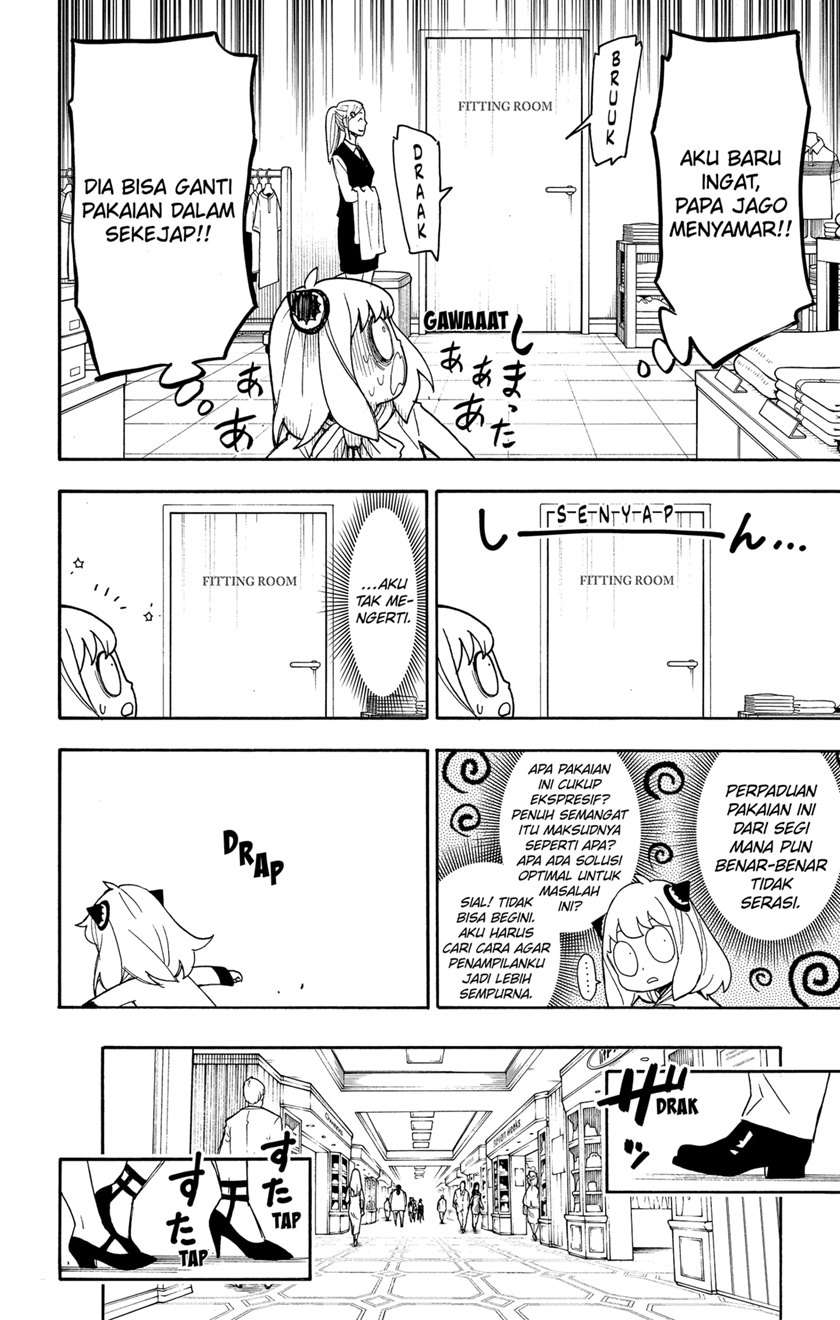 BRUUK
AKU BARU
INGAT,
PAPA JAGO
MENYAMAR!!
FITTING ROOM
DRAAK
DIA BISA GANTI
PAKAIAN DALAM
SEKEJAP!!
GAWAAAT
しまった
ああぁ
ああ
SENYAP
しーん...
FITTING ROOM
...AKU
TAK ME-
NGERTI.
FITTING ROOM
PERPADUAN
PAKAIAN INI
DARI SEGI
MANA PUN
BENAR-BENAR
TIDAK
SERASI.
APA PAKAIAN
INI CUKUP
EKSPRESIF?
PENUH SEMANGAT
ITU MAKSUDNYA
SEPERTI APA?
APA ADA SOLUSI
OPTIMAL UNTUK
MASALAH
INI?
SIAL! TIDAK
BISA BEGINI.
AKU HARUS
CARI CARA AGAR
PENAMPILANKU
JADI LEBIH
SEMPURNA.
......
DRAP
DRAK
すた
TAP
すた
TAP